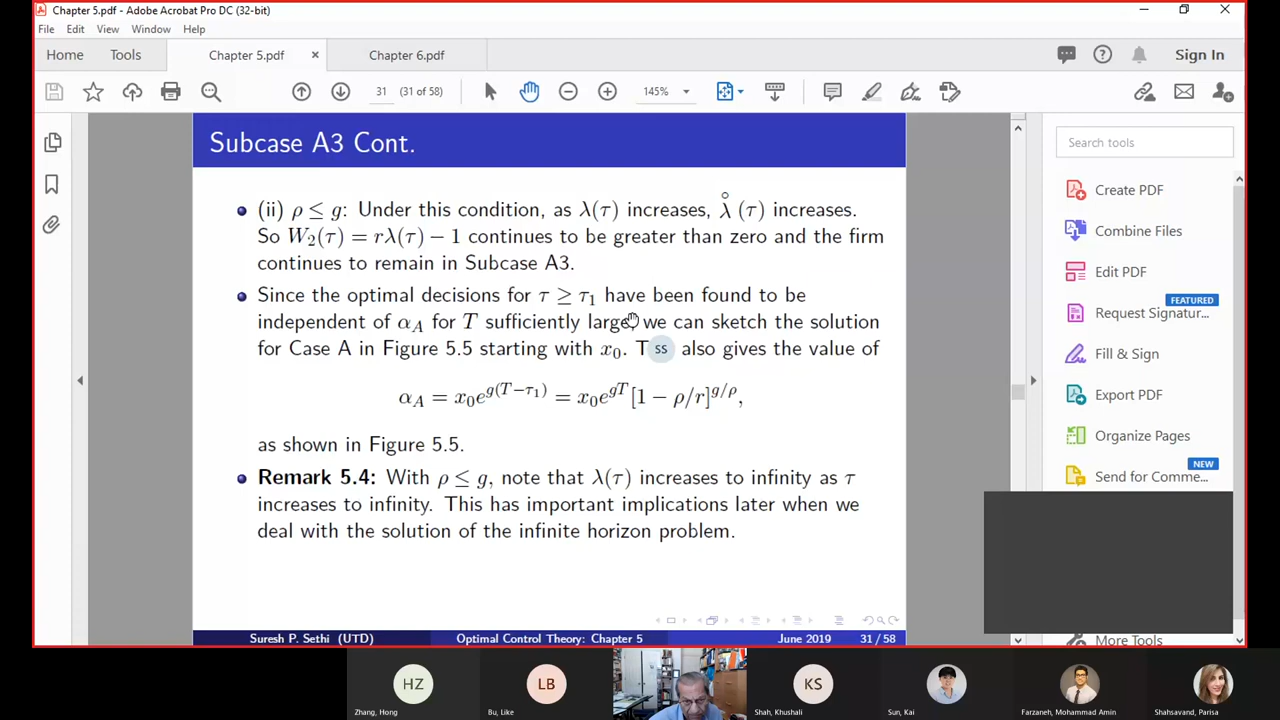 Chapter 5.pdf - Adobe Acrobat Pro DC (32-bit)
File Edit View Window Help
Home Tools Chapter 5.pdf × Chapter 6.pdf Sign In
31 (31 of 58) 145%
Subcase A3 Cont.
(ii) ρ ≤ g: Under this condition, as λ(τ) increases, λ̊ (τ) increases.
So W₂(τ) = rλ(τ) − 1 continues to be greater than zero and the firm
continues to remain in Subcase A3.
Since the optimal decisions for τ ≥ τ₁ have been found to be
independent of α_A for T sufficiently large, we can sketch the solution
for Case A in Figure 5.5 starting with x₀. T ss also gives the value of
α_A = x₀e^{g(T−τ₁)} = x₀e^{gT}[1 − ρ/r]^{g/ρ},
as shown in Figure 5.5.
Remark 5.4: With ρ ≤ g, note that λ(τ) increases to infinity as τ
increases to infinity. This has important implications later when we
deal with the solution of the infinite horizon problem.
Suresh P. Sethi (UTD) Optimal Control Theory: Chapter 5 June 2019 31 / 58
Search tools
Create PDF
Combine Files
Edit PDF
FEATURED
Request Signatur...
Fill & Sign
Export PDF
Organize Pages
NEW
Send for Comme...
More Tools
HZ LB KS
Zhang, Hong Bu, Like Shah, Khushali Sun, Kai Farzaneh, Mohammad Amin Shahsavand, Parisa